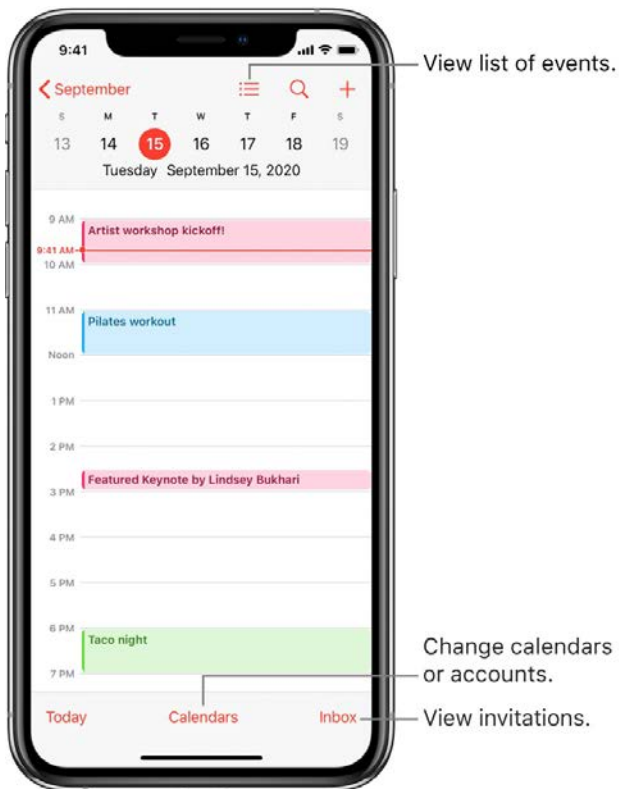 9:41
View list of events.
September
S M T W T F S
13 14 15 16 17 18 19
Tuesday September 15, 2020
9 AM
Artist workshop kickoff!
9:41 AM
10 AM
11 AM
Pilates workout
Noon
1 PM
2 PM
Featured Keynote by Lindsey Bukhari
3 PM
4 PM
5 PM
6 PM
Taco night
Change calendars
or accounts.
7 PM
Today Calendars Inbox
View invitations.